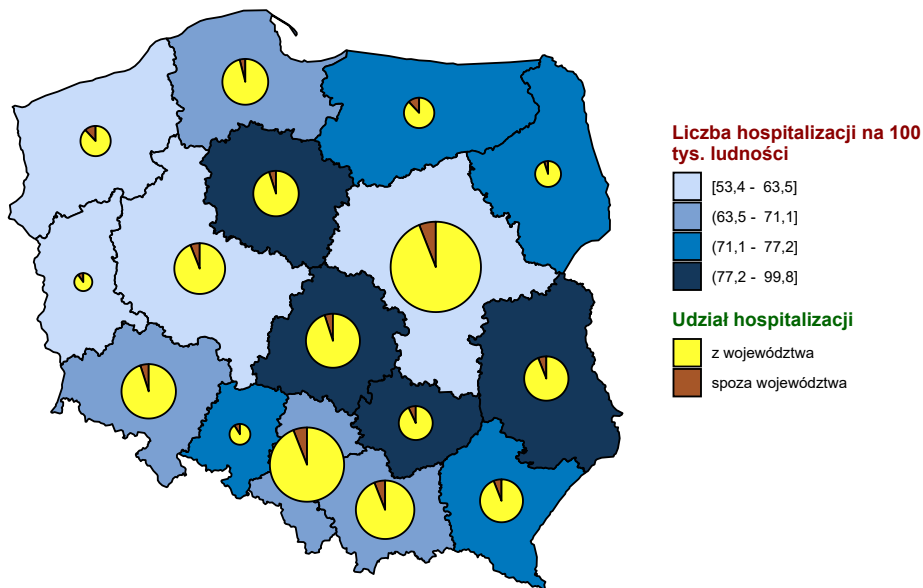 Liczba hospitalizacji na 100
tys. ludności
[53,4 - 63,5]
(63,5 - 71,1]
(71,1 - 77,2]
(77,2 - 99,8]
Udział hospitalizacji
z województwa
spoza województwa